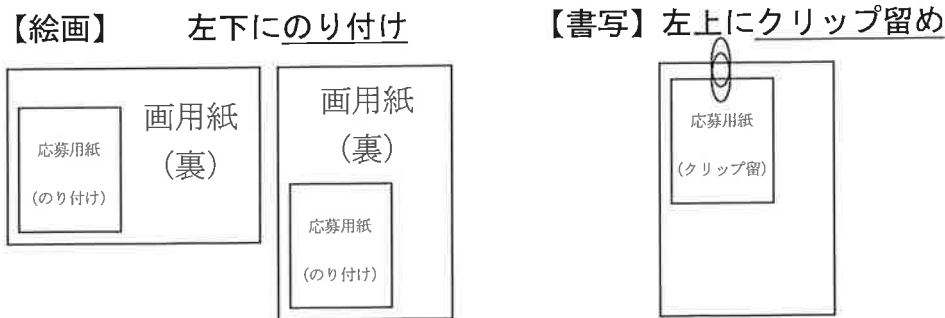 【絵画】 左下にのり付け
画用紙
(裏)
応募用紙
(のり付け)
画用紙
(裏)
応募用紙
(のり付け)
【書写】左上にクリップ留め
応募用紙
(クリップ留)